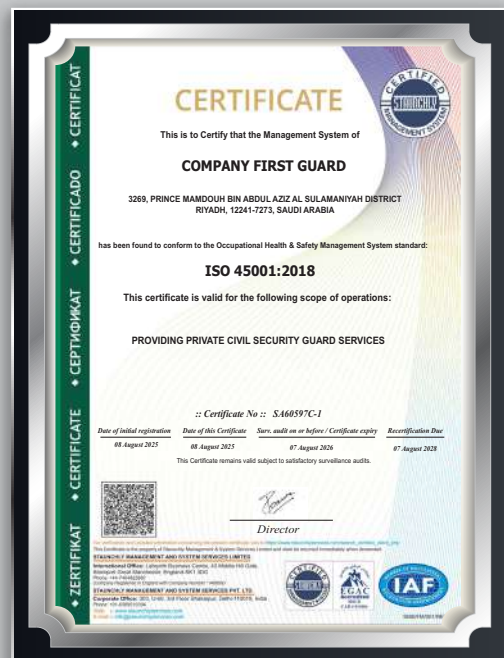 CERTIFICATE
CERTIFIED
STAUNCHLY
MANAGEMENT SYSTEM
This is to Certify that the Management System of
COMPANY FIRST GUARD
3269, PRINCE MAMDOUH BIN ABDUL AZIZ AL SULAMANIYAH DISTRICT
RIYADH, 12241-7273, SAUDI ARABIA
has been found to conform to the Occupational Health & Safety Management System standard:
ISO 45001:2018
This certificate is valid for the following scope of operations:
PROVIDING PRIVATE CIVIL SECURITY GUARD SERVICES
:: Certificate No :: SA60597C-1
Date of initial registration Date of this Certificate Surv. audit on or before / Certificate expiry Recertification Due
08 August 2025 08 August 2025 07 August 2026 07 August 2028
This Certificate remains valid subject to satisfactory surveillance audits.
Director
STAUNCHLY MANAGEMENT AND SYSTEM SERVICES LIMITED
STAUNCHLY MANAGEMENT AND SYSTEM SERVICES PVT. LTD.
EGAC
IAF
ZERTIFIKAT ♦ CERTIFICATE ♦ СЕРТИФИКАТ ♦ CERTIFICADO ♦ CERTIFICAT